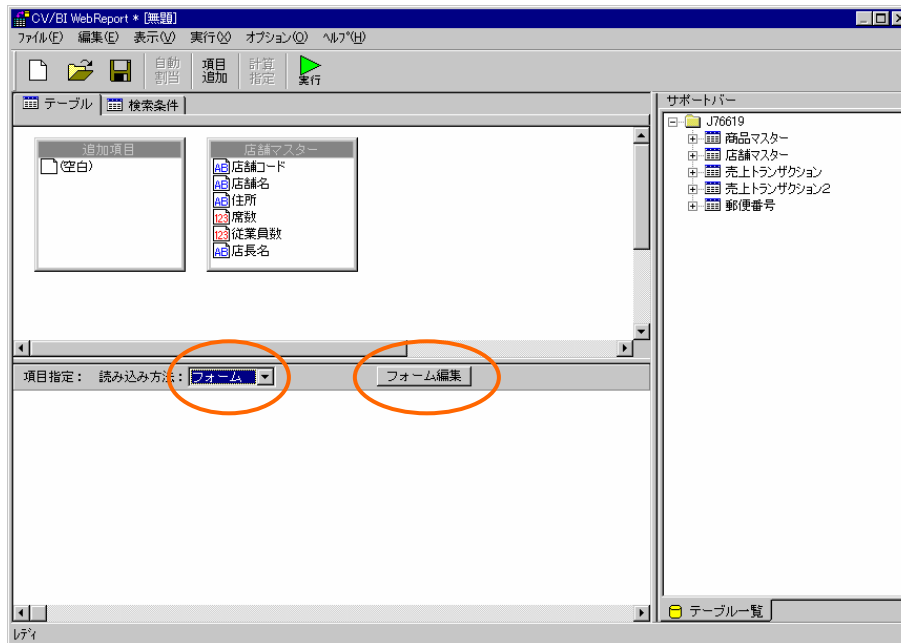 CV/BI WebReport * [無題]
ﾌｧｲﾙ(F) 編集(E) 表示(V) 実行(X) オプション(O) ﾍﾙﾌﾟ(H)
自動割当 項目追加 計算指定 実行
テーブル 検索条件
追加項目
(空白)
店舗マスター
AB 店舗コード
AB 店舗名
AB 住所
123 席数
123 従業員数
AB 店長名
項目指定： 読み込み方法： フォーム フォーム編集
サポートバー
J76619
商品マスター
店舗マスター
売上トランザクション
売上トランザクション2
郵便番号
テーブル一覧
ﾚﾃﾞｨ